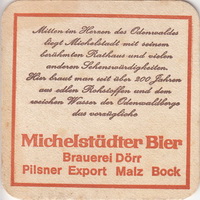 Mitten im Herzen des Odenwaldes
liegt Michelstadt mit seinem
berühmten Rathaus und vielen
anderen Sehenswürdigkeiten.
Hier braut man seit über 200 Jahren
aus edlen Rohstoffen und dem
weichen Wasser der Odenwaldberge
das vorzügliche
Michelstädter Bier
Brauerei Dörr
Pilsner Export Malz Bock